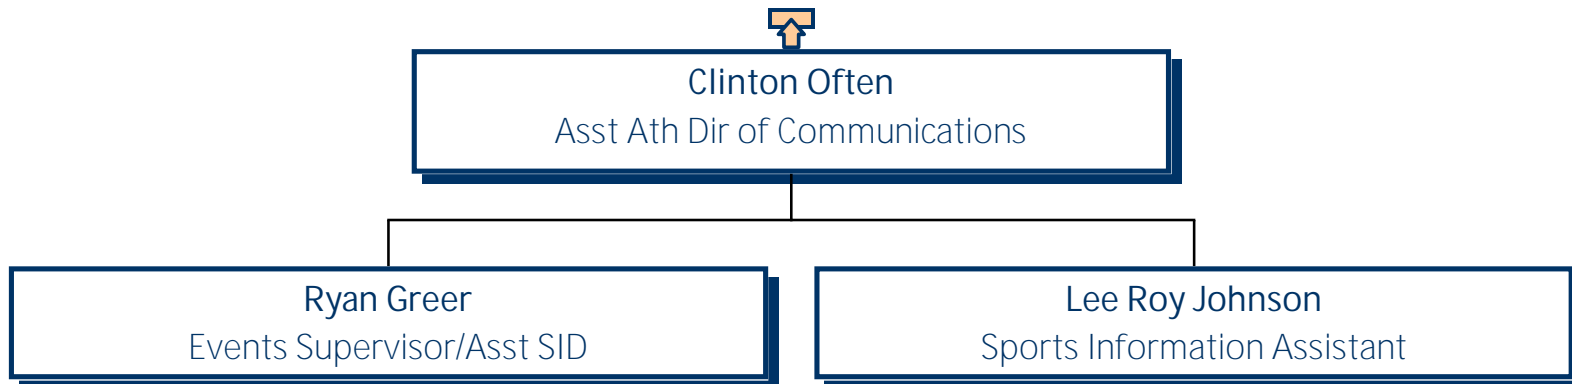 Clinton Often
Asst Ath Dir of Communications
Ryan Greer
Events Supervisor/Asst SID
Lee Roy Johnson
Sports Information Assistant